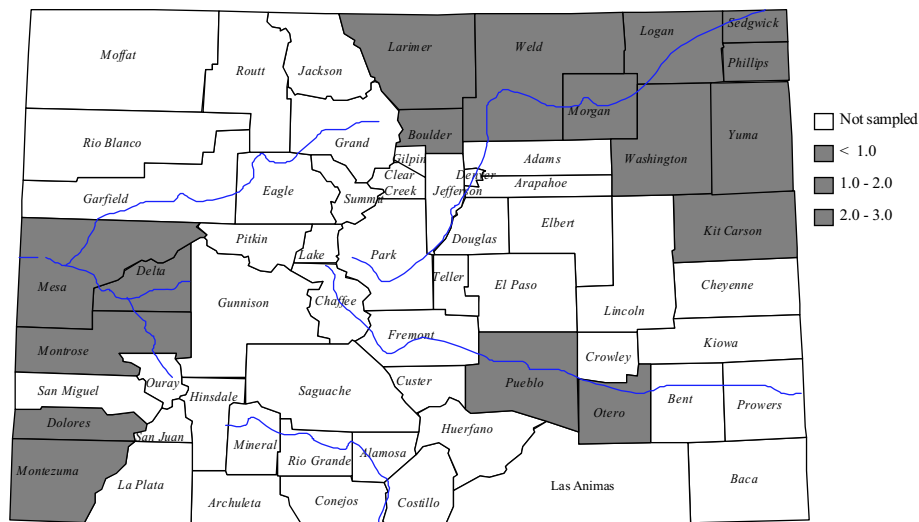 Moffat
Routt
Jackson
Larimer
Weld
Logan
Sedgwick
Phillips
Morgan
Rio Blanco
Grand
Boulder
Gilpin
Adams
Washington
Yuma
Clear
Creek
Denver
Arapahoe
Jefferson
Garfield
Eagle
Summit
Pitkin
Lake
Park
Douglas
Elbert
Kit Carson
Mesa
Delta
Gunnison
Chaffee
Teller
El Paso
Lincoln
Cheyenne
Montrose
Ouray
Fremont
Crowley
Kiowa
San Miguel
Hinsdale
Saguache
Custer
Pueblo
Otero
Bent
Prowers
Dolores
San Juan
Mineral
Rio Grande
Alamosa
Huerfano
Montezuma
La Plata
Archuleta
Conejos
Costillo
Las Animas
Baca
Not sampled
< 1.0
1.0 - 2.0
2.0 - 3.0